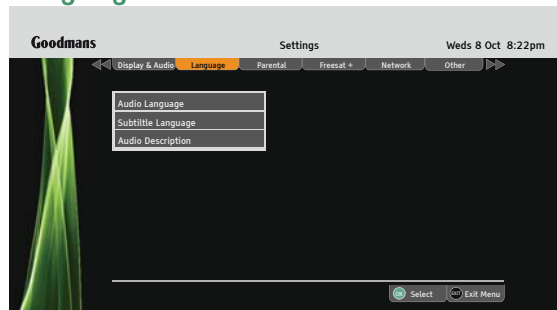 Goodmans Settings Weds 8 Oct 8:22pm
Display & Audio Language Parental Freesat + Network Other
Audio Language
Subtiltle Language
Audio Description
OK Select EXIT Exit Menu